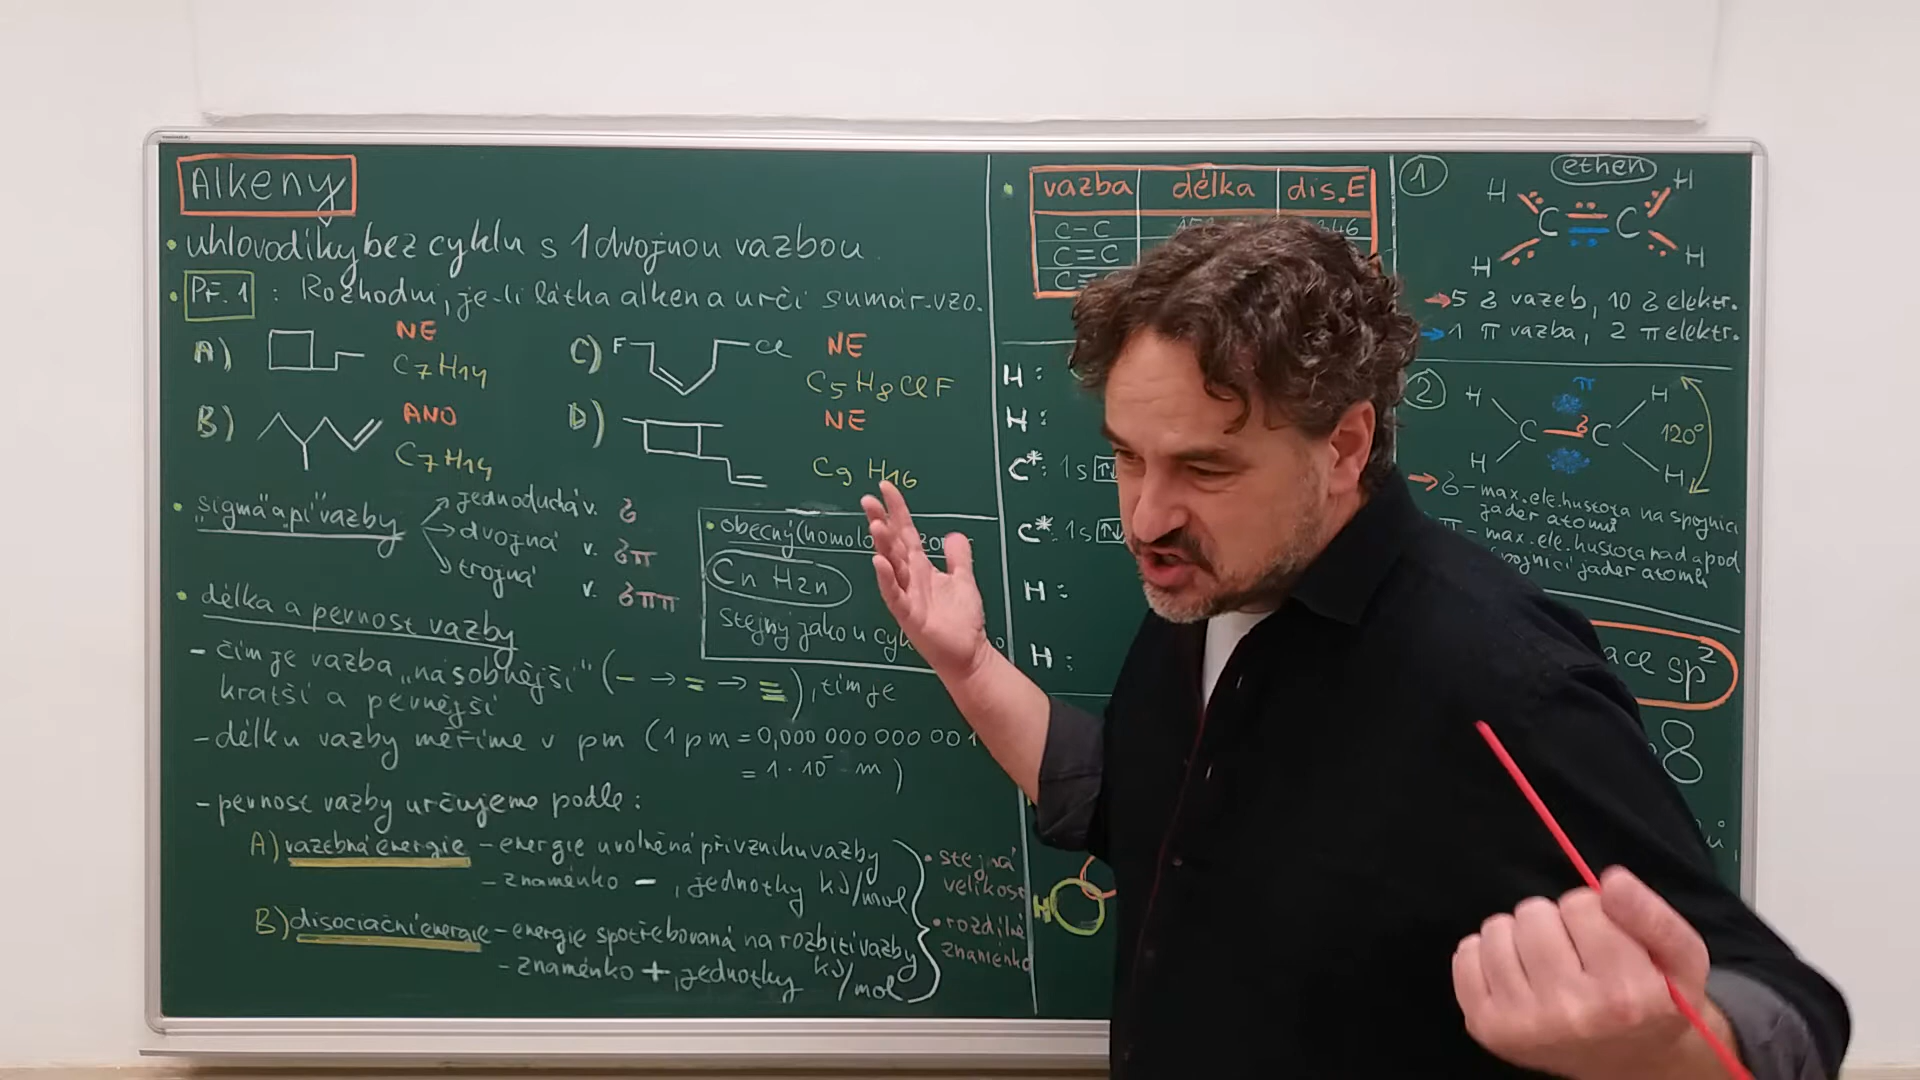 Alkeny
• uhlovodíky bez cyklu s 1 dvojnou vazbou
• Př. 1 : Rozhodni, je-li látka alken a urči sumár. vzo.
A) NE
C7H14
B) ANO
C7H14
C) F Cl NE
C5H8ClF
D) NE
C9H16
• „sigma“ a „pí“ vazby
jednoduchá v. σ
dvojná v. σπ
trojná v. σππ
• obecný (homolo
CnH2n
stejný jako u
• délka a pevnost vazby
- čím je vazba „násobnější“ (– → = → ≡), tím je
kratší a pevnější
- délku vazby měříme v pm (1 pm = 0,000 000 000 001
= 1 · 10 m)
- pevnost vazby určujeme podle:
A) vazebná energie - energie uvolněná při vzniku vazby
- znaménko - , jednotky kJ/mol
B) disociační energie - energie spotřebovaná na rozbití vazby
- znaménko + , jednotky kJ/mol
• stejná
velikost
• rozdílné
znaménko
vazba délka dis.E
C-C 346
C=C
H :
H :
C*: 1s ↑↓
C*: 1s ↑↓
H :
H :
H
1 ethen
H H
C C
H H
→ 5 σ vazeb, 10 σ elektr.
→ 1 π vazba, 2 π elektr.
2 H π H
C σ C 120°
H H
→ σ - max. ele. hustota na spojnici
jader atomů
π - max. ele. hustota nad a pod
spojnicí jader atomů
ace sp²
8